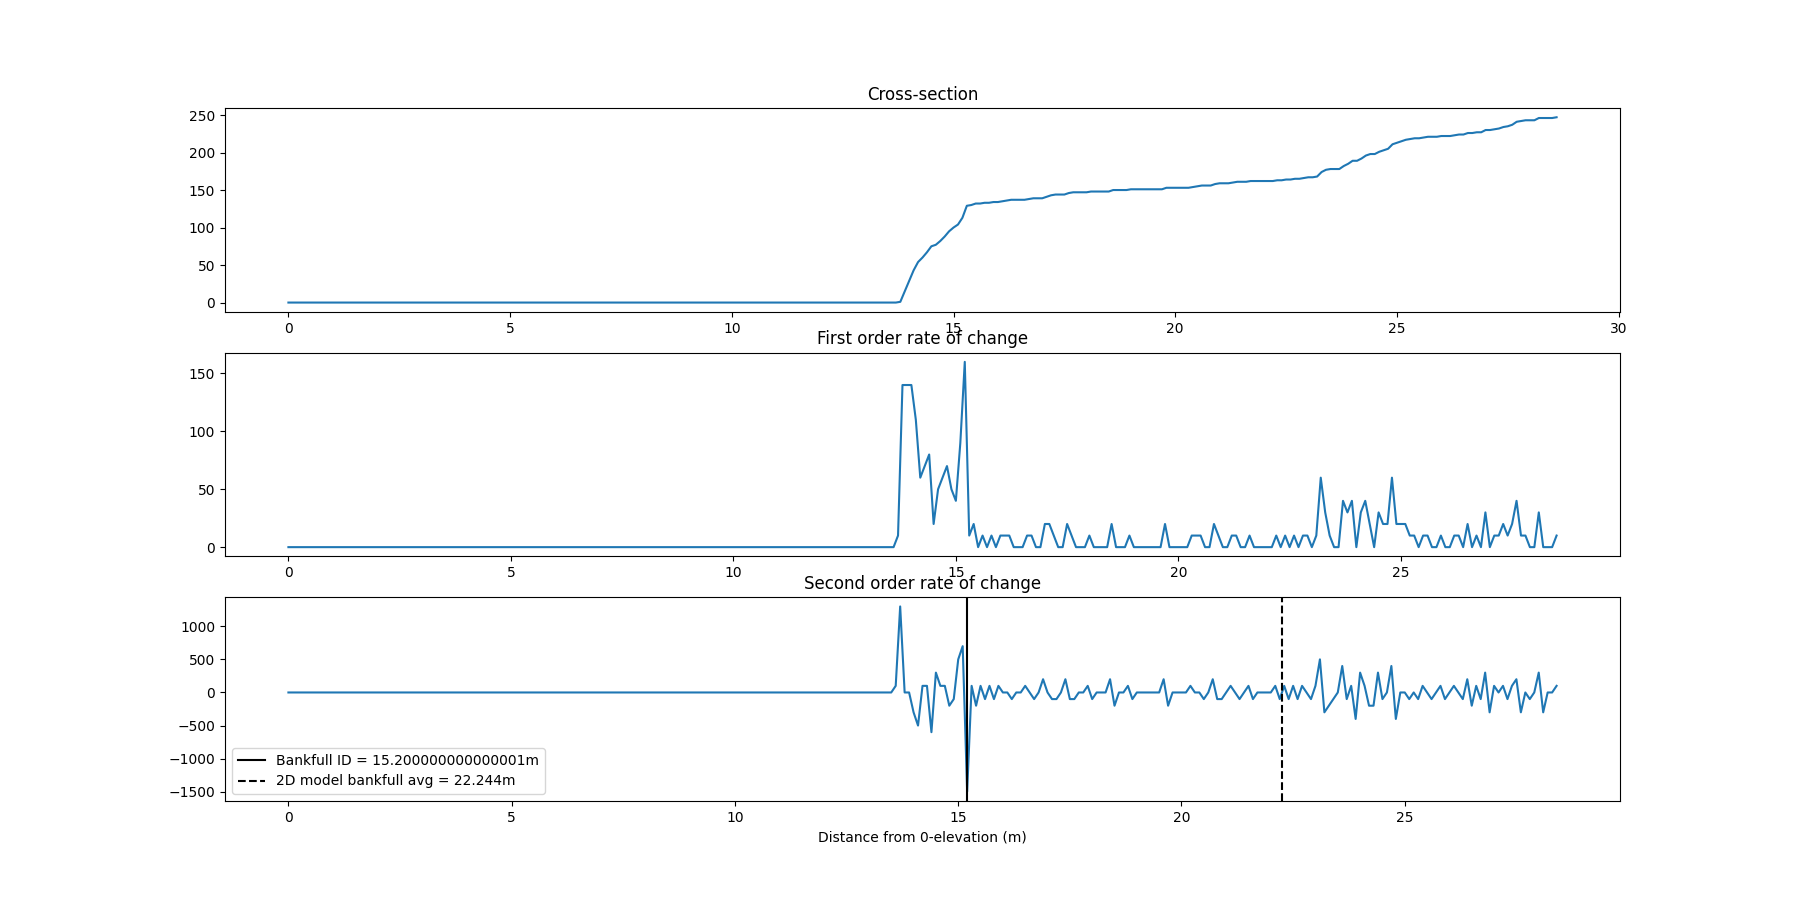 Cross-section
250
200
150
100
50
0
0 5 10 15 20 25 30
First order rate of change
150
100
50
0
0 5 10 15 20 25
Second order rate of change
1000
500
0
−500
−1000
−1500
Bankfull ID = 15.200000000000001m
2D model bankfull avg = 22.244m
0 5 10 15 20 25
Distance from 0-elevation (m)